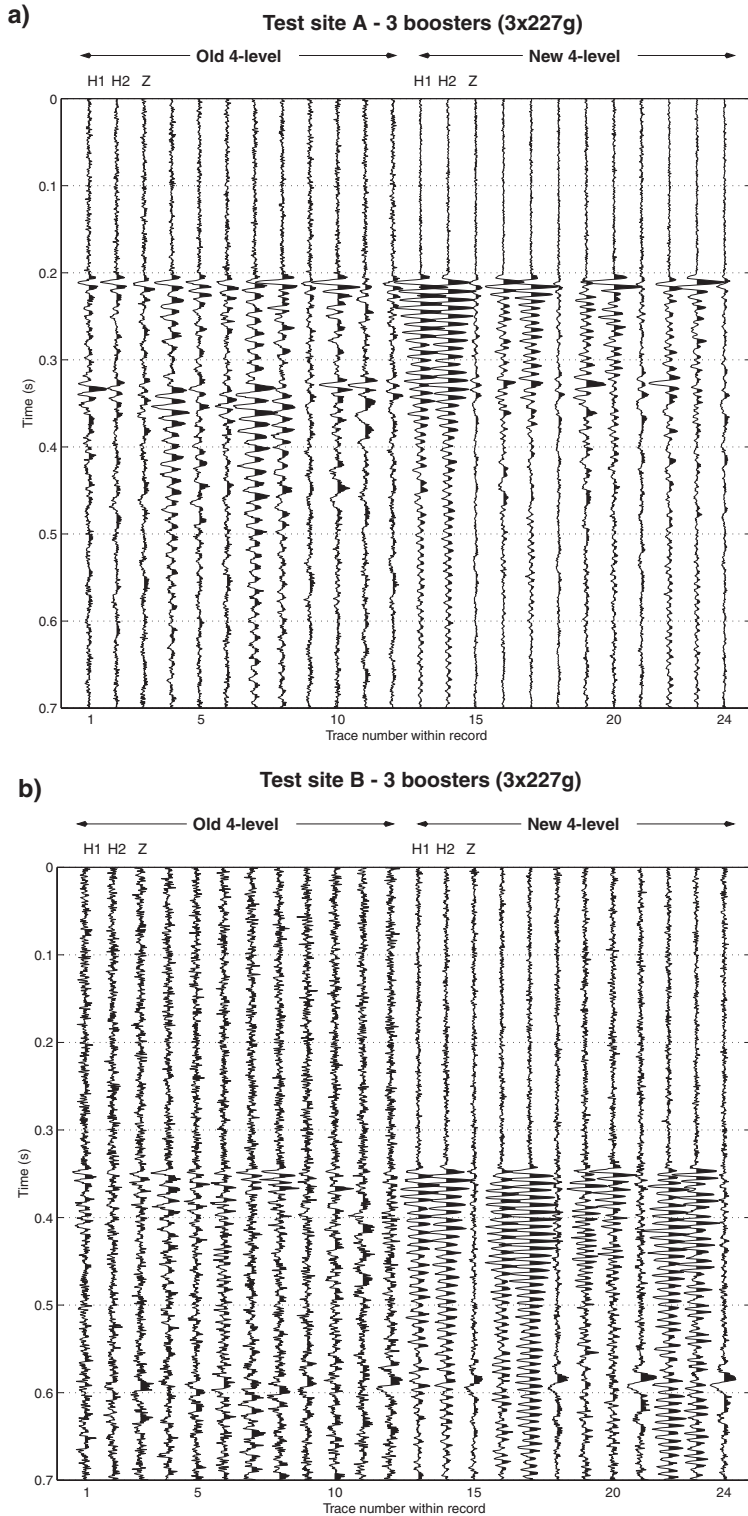 a)
Test site A - 3 boosters (3x227g)
Old 4-level New 4-level
H1 H2 Z H1 H2 Z
0
0.1
0.2
0.3
0.4
0.5
0.6
0.7
Time (s)
1 5 10 15 20 24
Trace number within record
b)
Test site B - 3 boosters (3x227g)
Old 4-level New 4-level
H1 H2 Z H1 H2 Z
0
0.1
0.2
0.3
0.4
0.5
0.6
0.7
Time (s)
1 5 10 15 20 24
Trace number within record